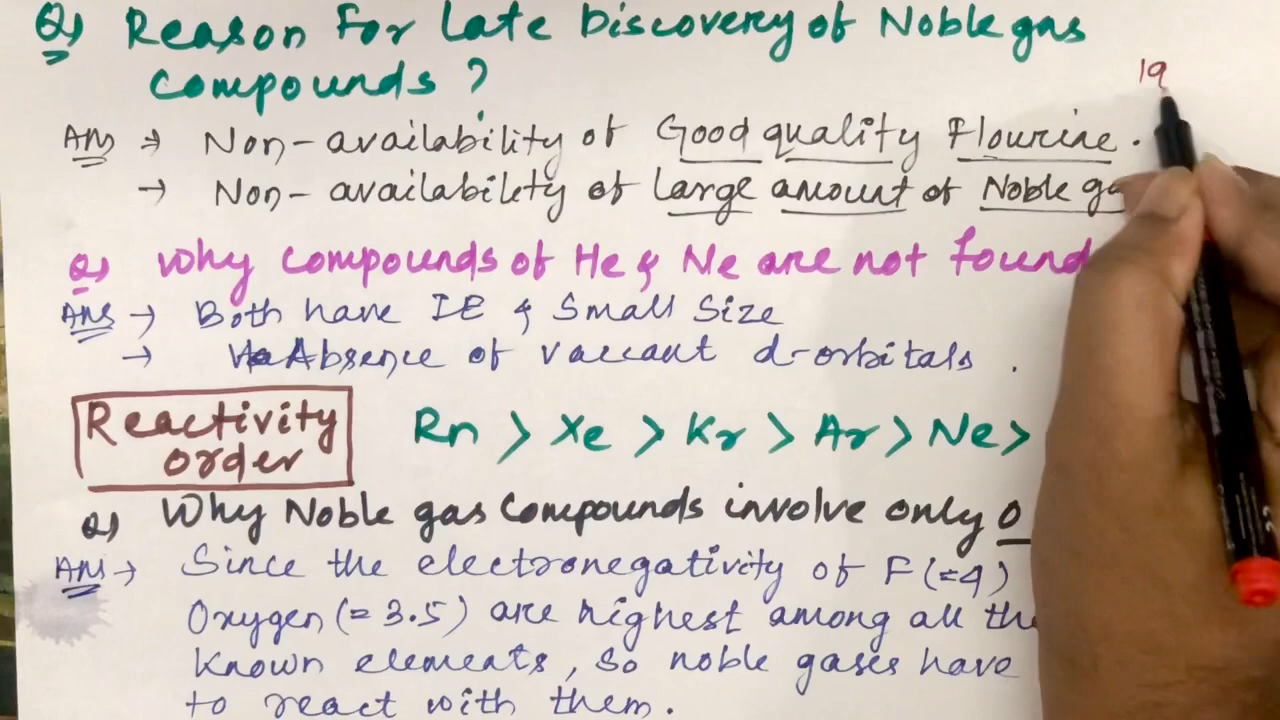 Q) Reason For Late Discovery of Noble gas
compounds ?
19
Ans → Non-availability of Good quality Flourine.
→ Non-availability of large amount of Noble
Q) Why compounds of He & Ne are not found
Ans → Both have IE & Small Size
→ Absence of vaccant d-orbitals .
Reactivity
order
Rn > Xe > Kr > Ar > Ne >
Q) Why Noble gas Compounds involve only
Ans → Since the electronegativity of F (=4)
Oxygen (= 3.5) are highest among all the
known elements, So noble gases have
to react with them.